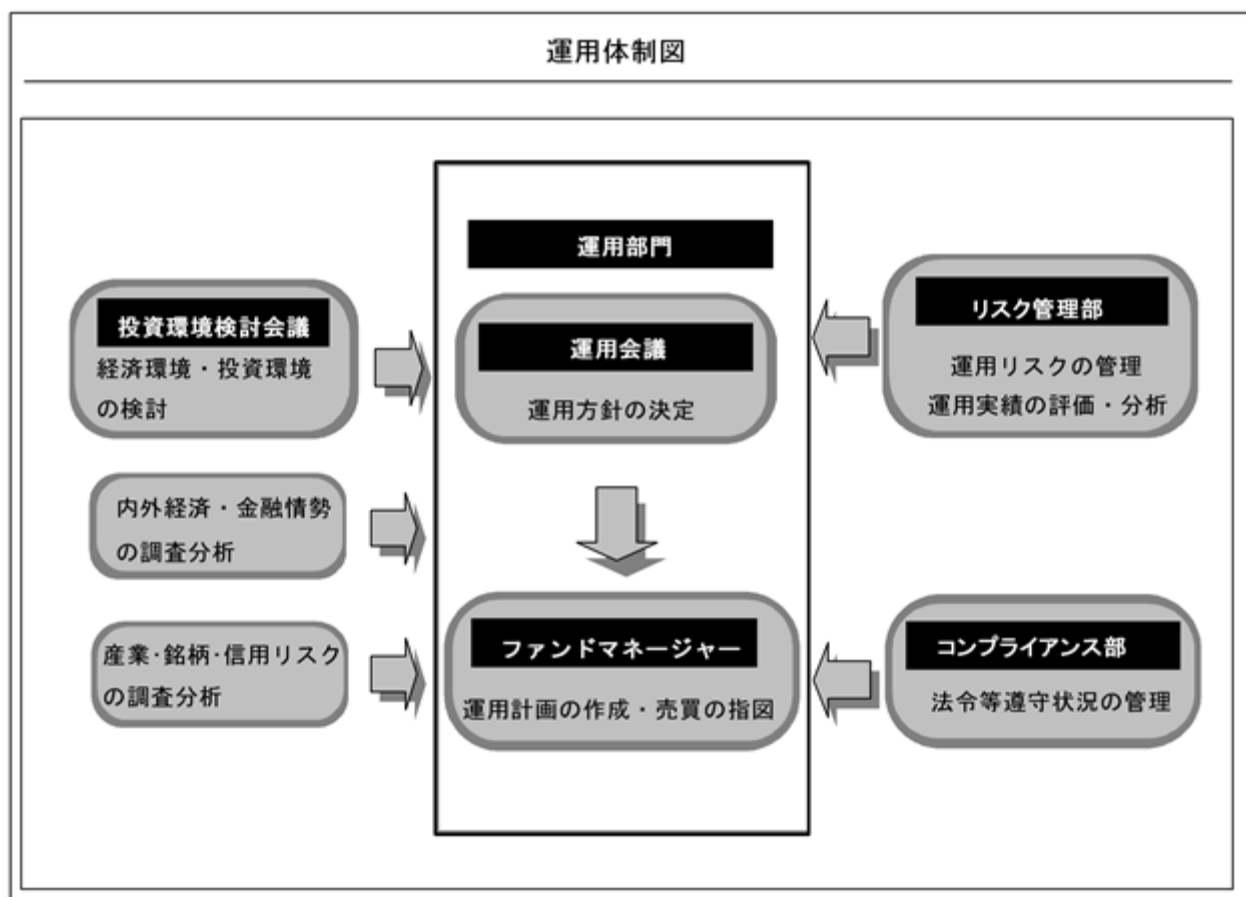 運用体制図
投資環境検討会議
経済環境・投資環境
の検討
内外経済・金融情勢
の調査分析
産業・銘柄・信用リスク
の調査分析
運用部門
運用会議
運用方針の決定
ファンドマネージャー
運用計画の作成・売買の指図
リスク管理部
運用リスクの管理
運用実績の評価・分析
コンプライアンス部
法令等遵守状況の管理